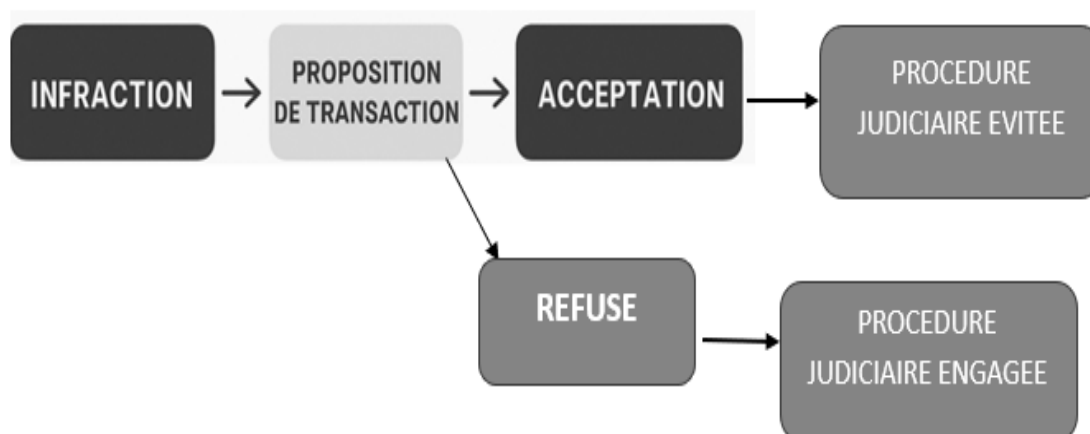 INFRACTION
PROPOSITION
DE TRANSACTION
ACCEPTATION
PROCEDURE
JUDICIAIRE EVITEE
REFUSE
PROCEDURE
JUDICIAIRE ENGAGEE